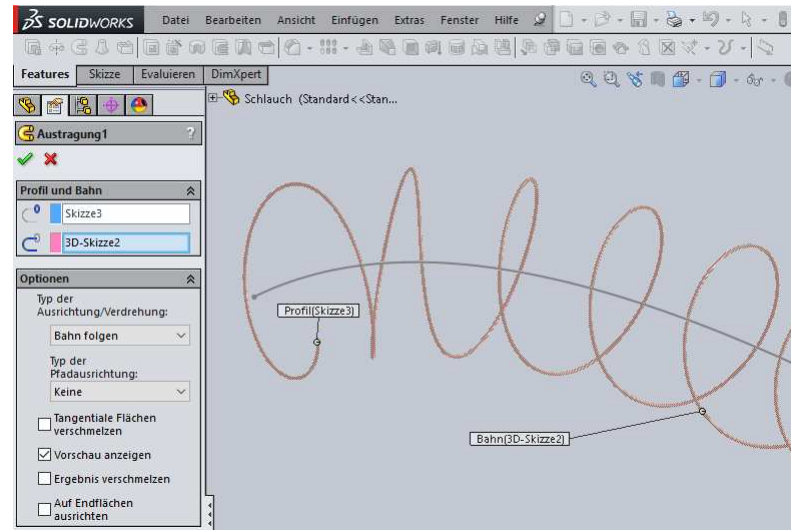 SOLIDWORKS Datei Bearbeiten Ansicht Einfügen Extras Fenster Hilfe
Features Skizze Evaluieren DimXpert
Schlauch (Standard<<Stan...
Austragung1 ?
Profil und Bahn
Skizze3
3D-Skizze2
Optionen
Typ der
Ausrichtung/Verdrehung:
Bahn folgen
Typ der
Pfadausrichtung:
Keine
Tangentiale Flächen
verschmelzen
Vorschau anzeigen
Ergebnis verschmelzen
Auf Endflächen
ausrichten
Profil(Skizze3)
Bahn(3D-Skizze2)